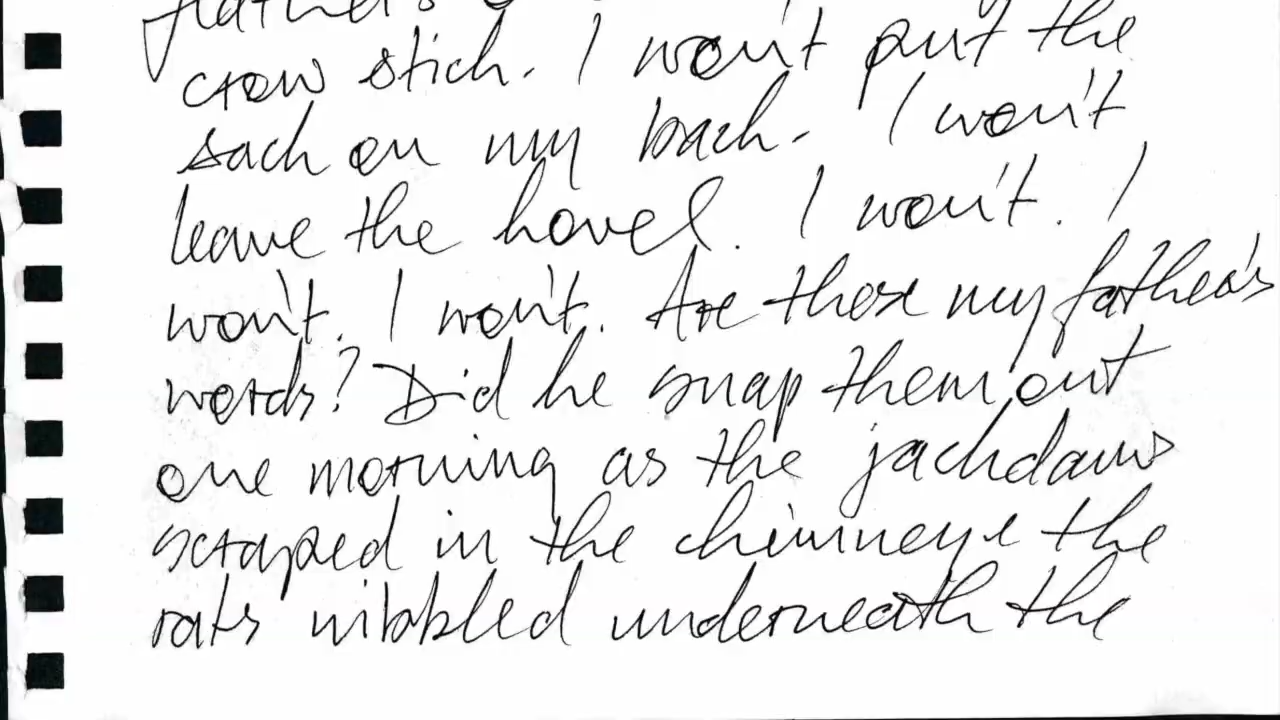 father's
crow stick. I won't put the
sack on my back. I won't
leave the hovel. I won't. I
won't. I won't. Are those my father's
words? Did he snap them out
one morning as the jackdaws
scraped in the chimney & the
rats nibbled underneath the